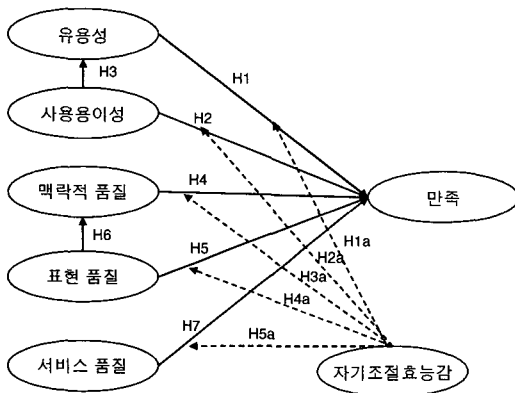 유용성
H3
H1
사용용이성
H2
맥락적 품질
H4
만족
H6
H5
H1a
H2a
표현 품질
H3a
H4a
H7
H5a
서비스 품질
자기조절효능감